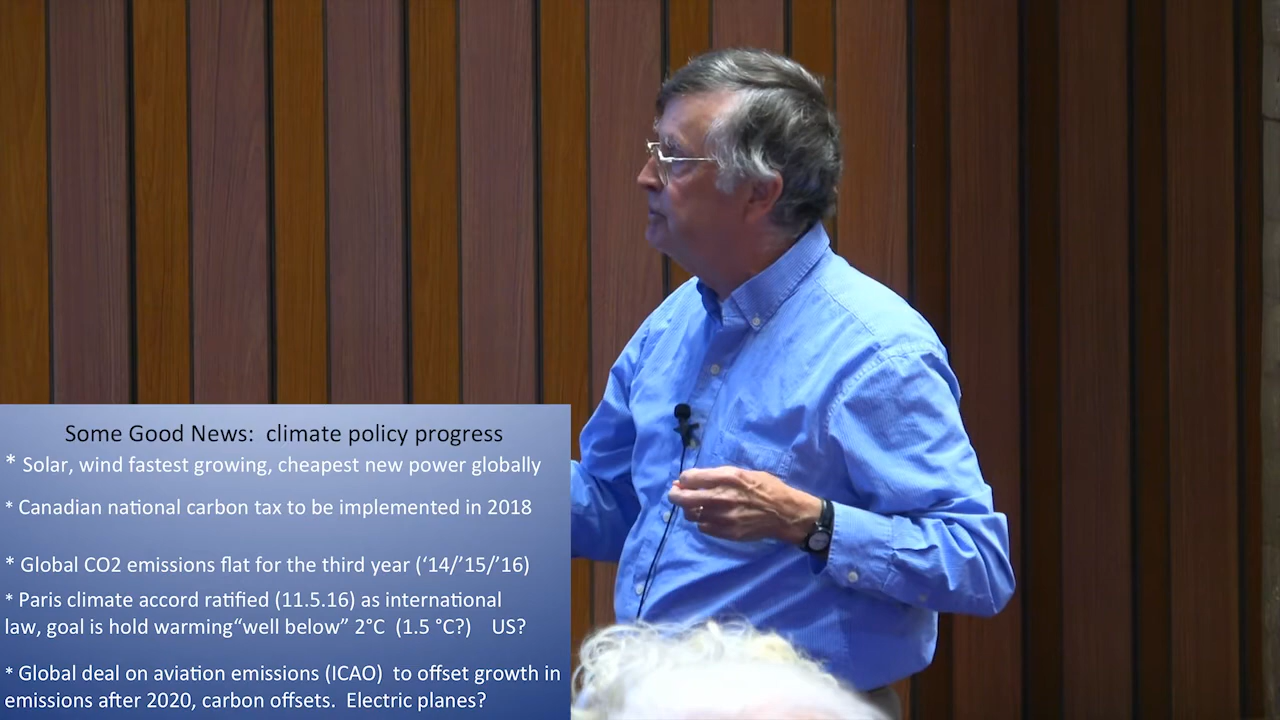 Some Good News:  climate policy progress
* Solar, wind fastest growing, cheapest new power globally
* Canadian national carbon tax to be implemented in 2018
* Global CO2 emissions flat for the third year (‘14/’15/’16)
* Paris climate accord ratified (11.5.16) as international
law, goal is hold warming“well below” 2°C  (1.5 °C?)    US?
* Global deal on aviation emissions (ICAO)  to offset growth in
emissions after 2020, carbon offsets.  Electric planes?